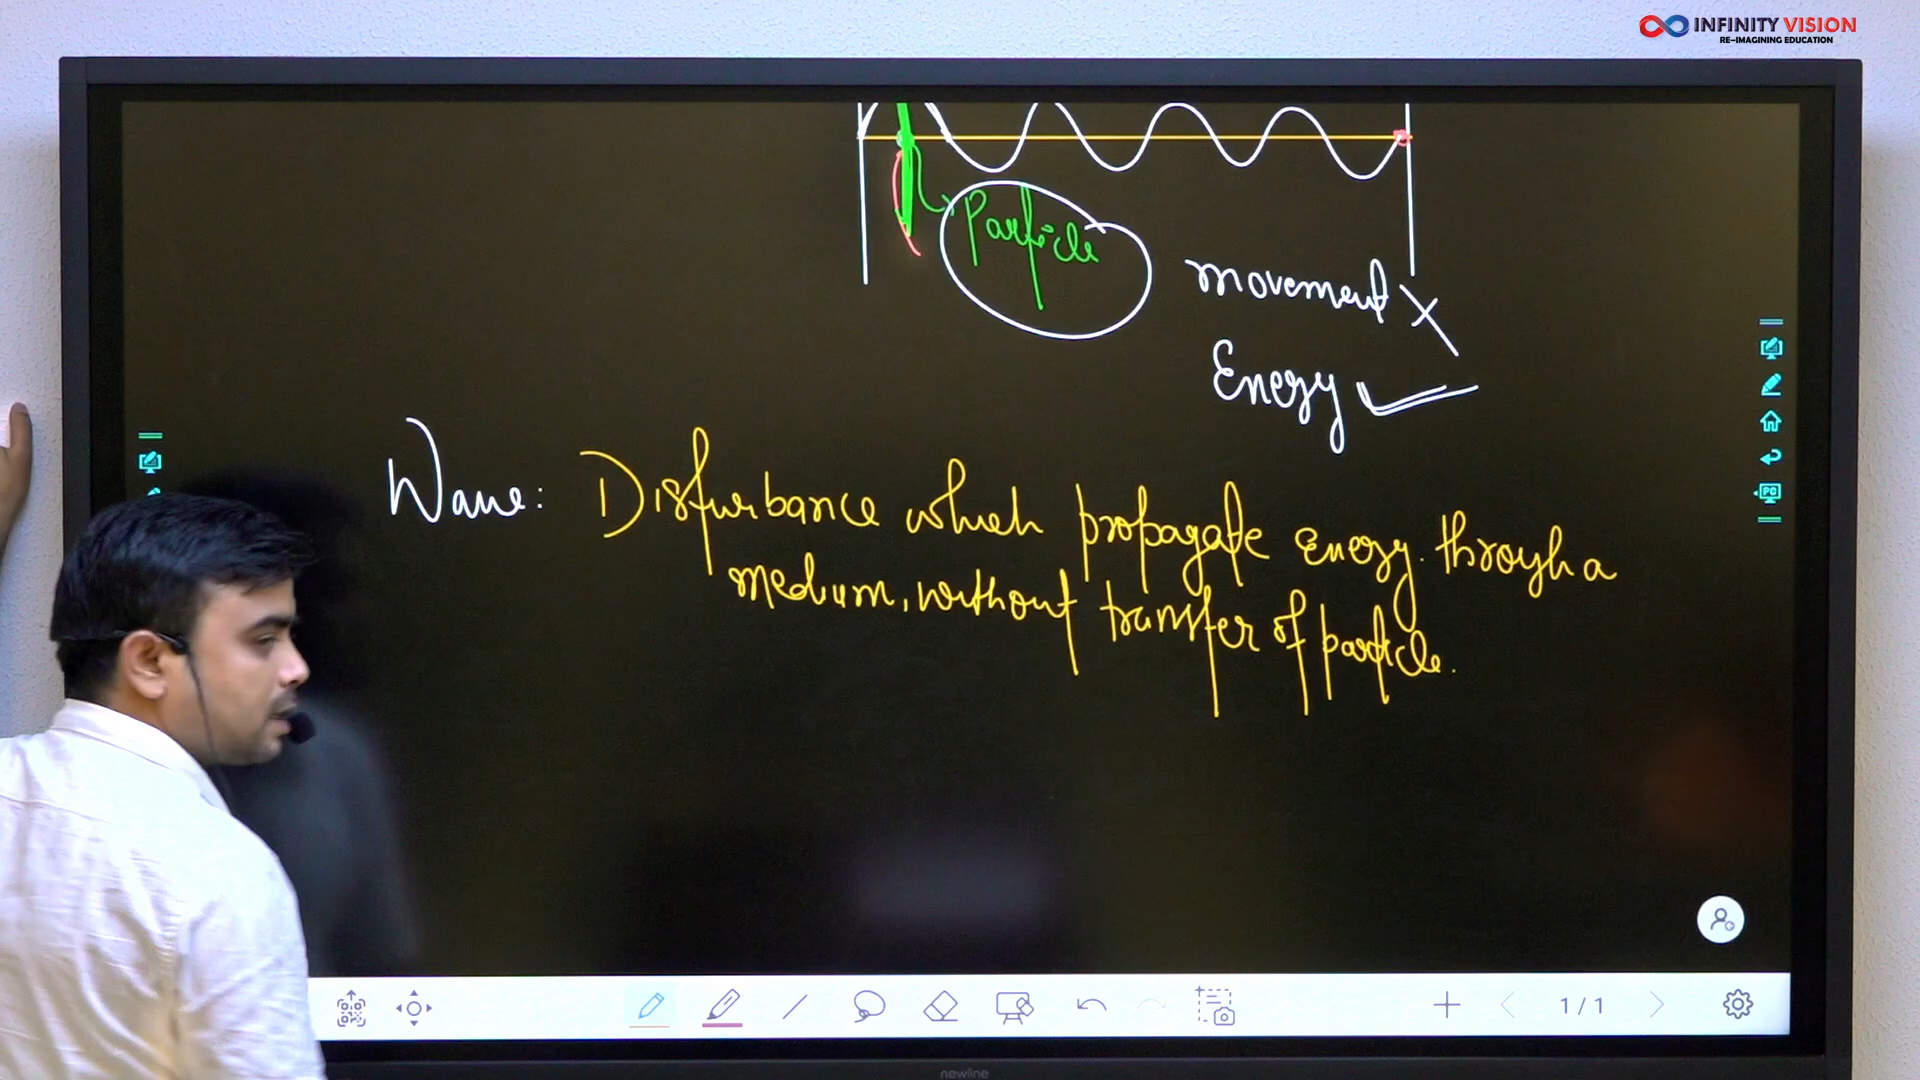 INFINITY VISION
RE-IMAGINING EDUCATION
Particle
movement X
Energy ✓
Wave: Disturbance which propagate energy through a
medium, without transfer of particle.
1/1
newline